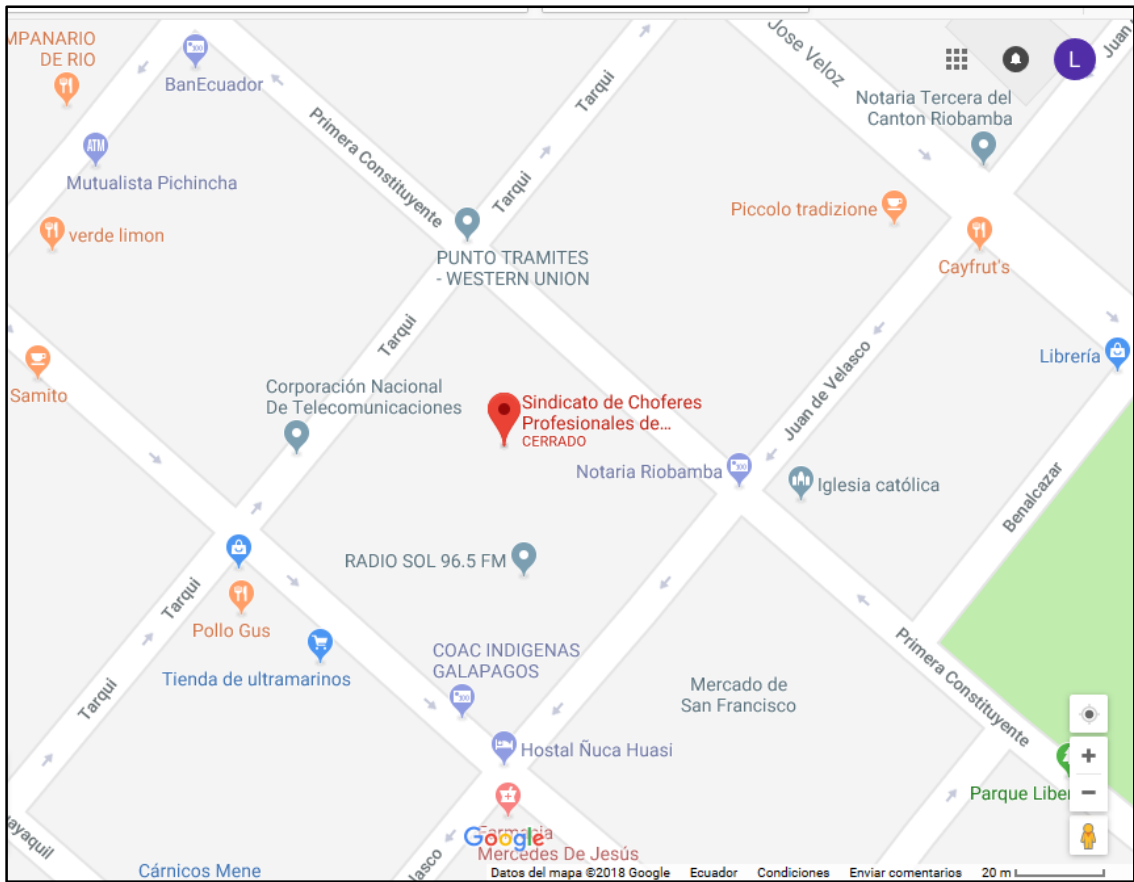 MPANARIO
DE RIO
BanEcuador
ATM
Mutualista Pichincha
verde limon
Primera Constituyente
Tarqui
Tarqui
Jose Veloz
Juan
L
Notaria Tercera del
Canton Riobamba
Piccolo tradizione
Cayfrut's
PUNTO TRAMITES
- WESTERN UNION
Tarqui
Samito
Corporación Nacional
De Telecomunicaciones
Sindicato de Choferes
Profesionales de...
CERRADO
Juan de Velasco
Librería
Notaria Riobamba
Iglesia católica
Benalcazar
RADIO SOL 96.5 FM
Tarqui
Pollo Gus
Tienda de ultramarinos
COAC INDIGENAS
GALAPAGOS
Mercado de
San Francisco
Primera Constituyente
Tarqui
Hostal Ñuca Huasi
Parque Liber
ayaquil
Cárnicos Mene
lasco
Farmacia
Google
Mercedes De Jesús
Datos del mapa ©2018 Google Ecuador Condiciones Enviar comentarios 20 m